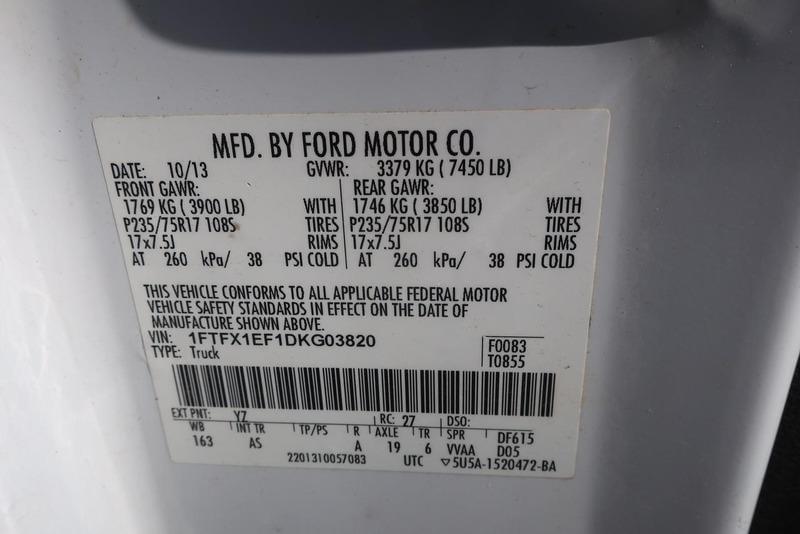 MFD. BY FORD MOTOR CO.
DATE: 10/13 GVWR: 3379 KG ( 7450 LB)
FRONT GAWR: REAR GAWR:
1769 KG ( 3900 LB) WITH 1746 KG ( 3850 LB) WITH
P235/75R17 108S TIRES P235/75R17 108S TIRES
17x7.5J RIMS 17x7.5J RIMS
AT 260 kPa/ 38 PSI COLD AT 260 kPa/ 38 PSI COLD
THIS VEHICLE CONFORMS TO ALL APPLICABLE FEDERAL MOTOR
VEHICLE SAFETY STANDARDS IN EFFECT ON THE DATE OF
MANUFACTURE SHOWN ABOVE.
VIN: 1FTFX1EF1DKG03820 F0083
TYPE: Truck T0855
EXT PNT: YZ RC: 27 DSO:
WB INT TR TP/PS R AXLE TR SPR DF615
163 AS A 19 6 VVAA D05
2201310057083 UTC ▽5U5A-1520472-BA